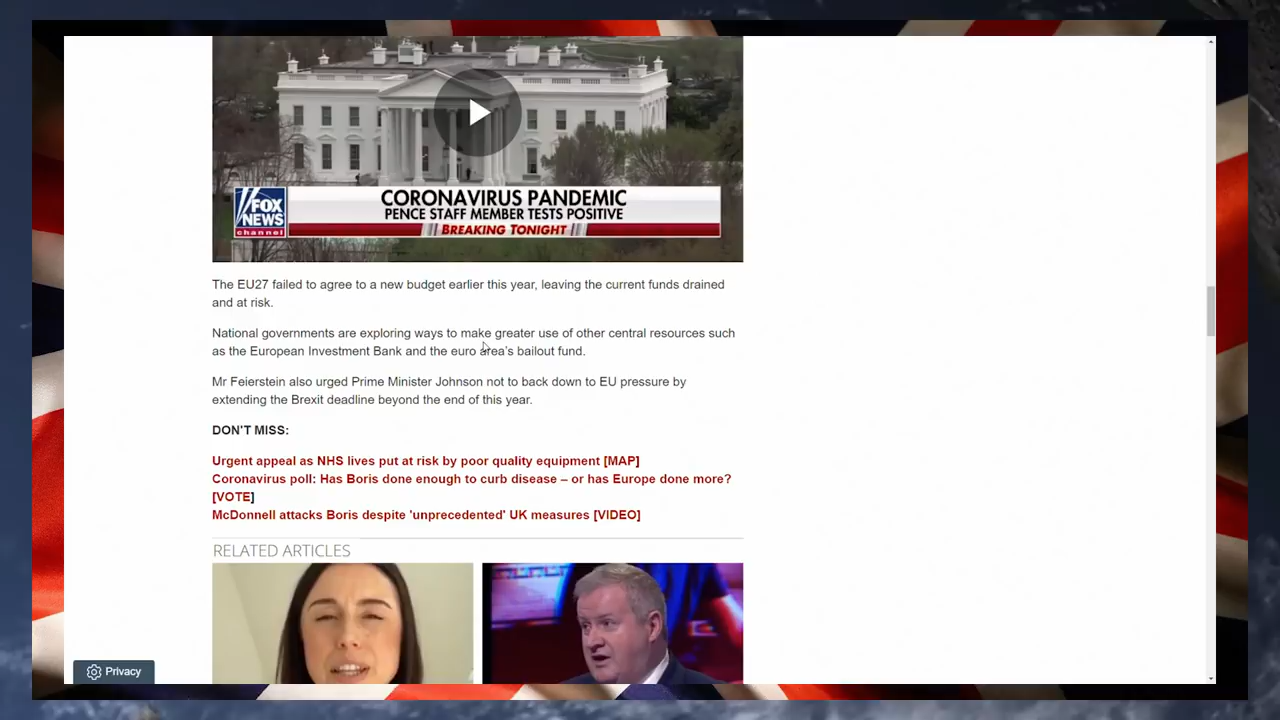 FOX
NEWS
channel
CORONAVIRUS PANDEMIC
PENCE STAFF MEMBER TESTS POSITIVE
BREAKING TONIGHT
The EU27 failed to agree to a new budget earlier this year, leaving the current funds drained
and at risk.
National governments are exploring ways to make greater use of other central resources such
as the European Investment Bank and the euro area's bailout fund.
Mr Feierstein also urged Prime Minister Johnson not to back down to EU pressure by
extending the Brexit deadline beyond the end of this year.
DON'T MISS:
Urgent appeal as NHS lives put at risk by poor quality equipment [MAP]
Coronavirus poll: Has Boris done enough to curb disease – or has Europe done more?
[VOTE]
McDonnell attacks Boris despite 'unprecedented' UK measures [VIDEO]
RELATED ARTICLES
Privacy